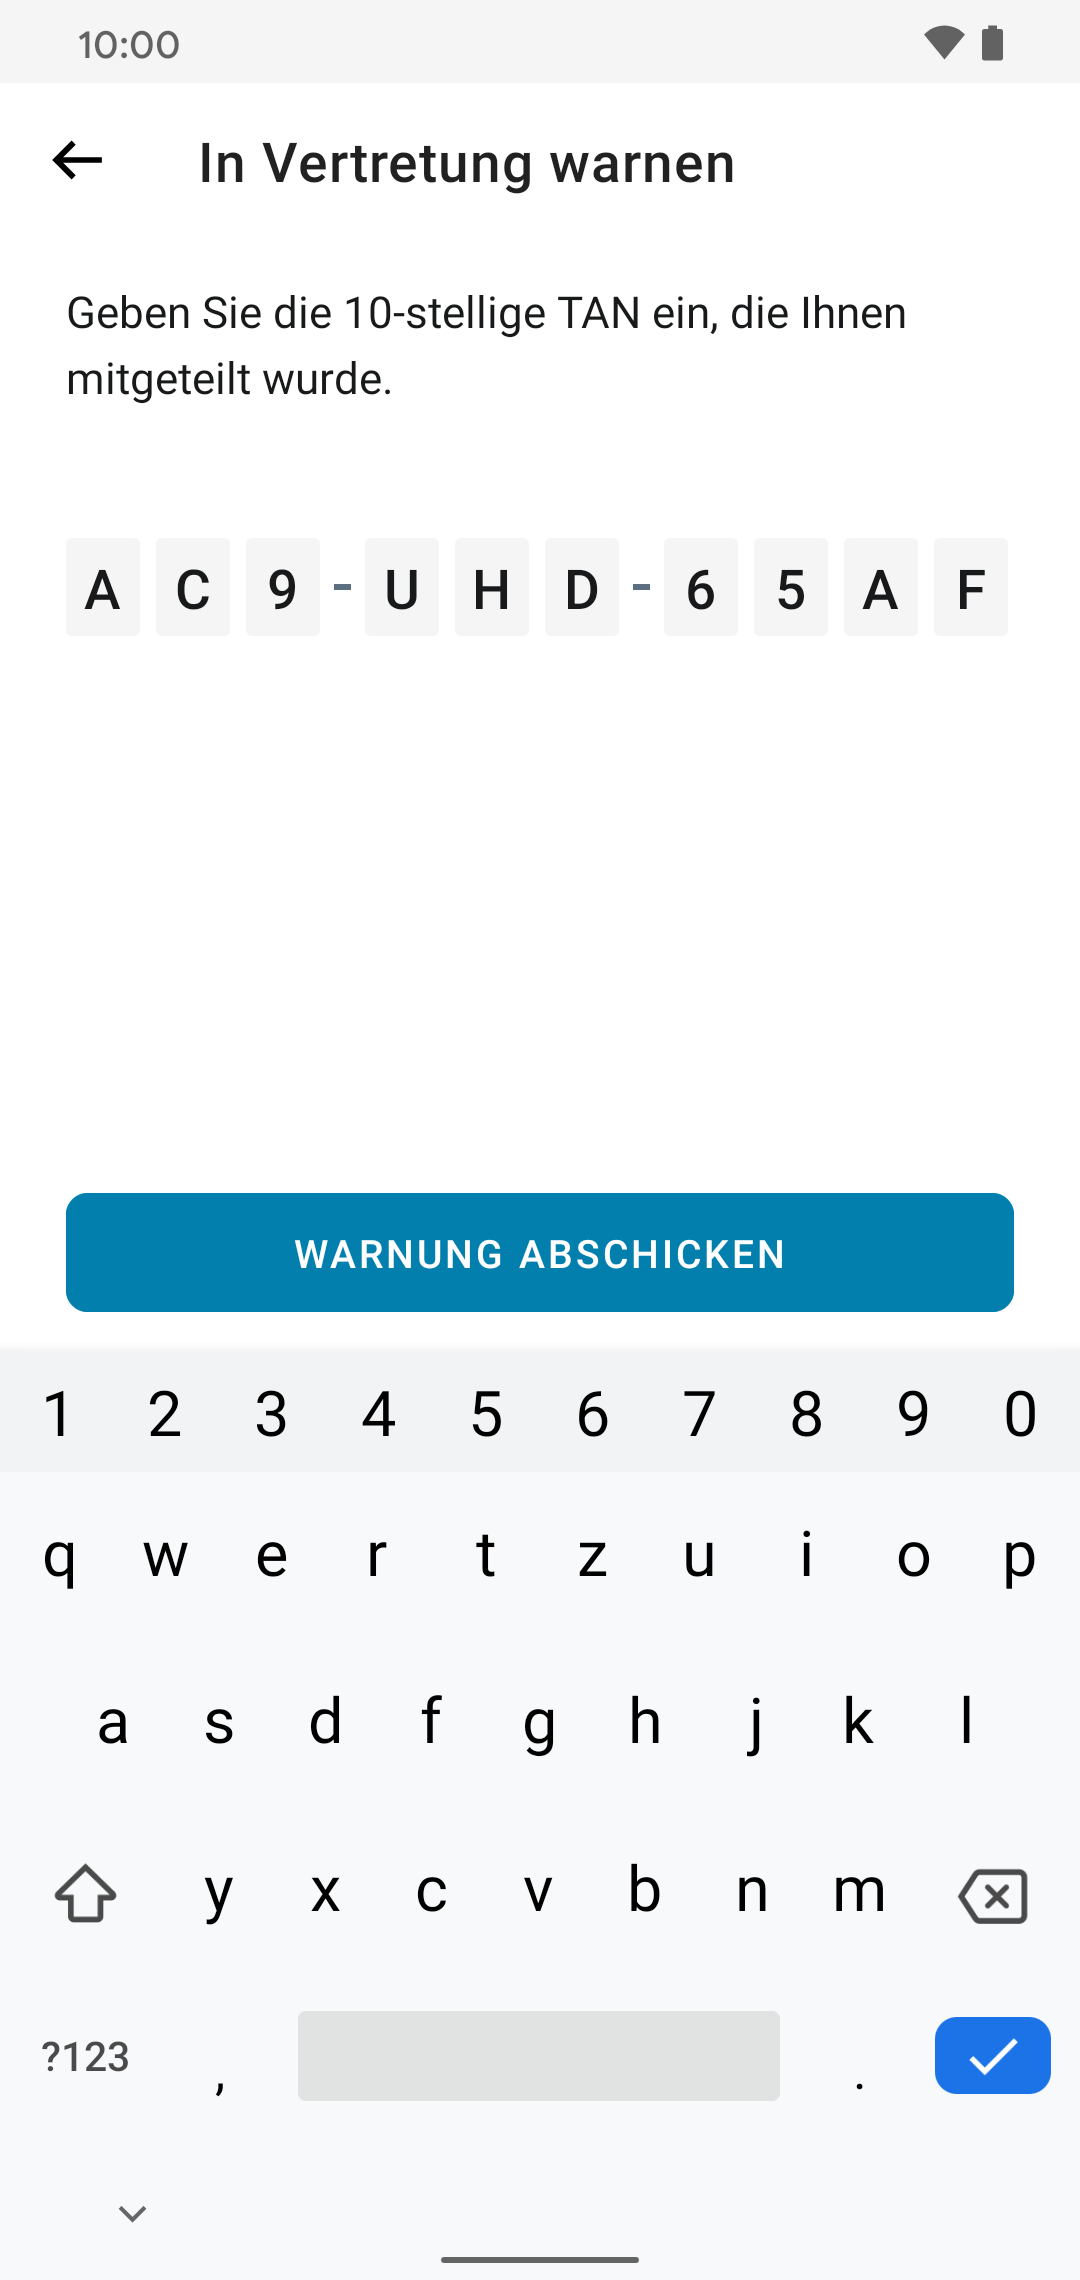 10:00
In Vertretung warnen
Geben Sie die 10-stellige TAN ein, die Ihnen
mitgeteilt wurde.
A C 9 - U H D - 6 5 A F
WARNUNG ABSCHICKEN
1 2 3 4 5 6 7 8 9 0
q w e r t z u i o p
a s d f g h j k l
y x c v b n m
?123 , .